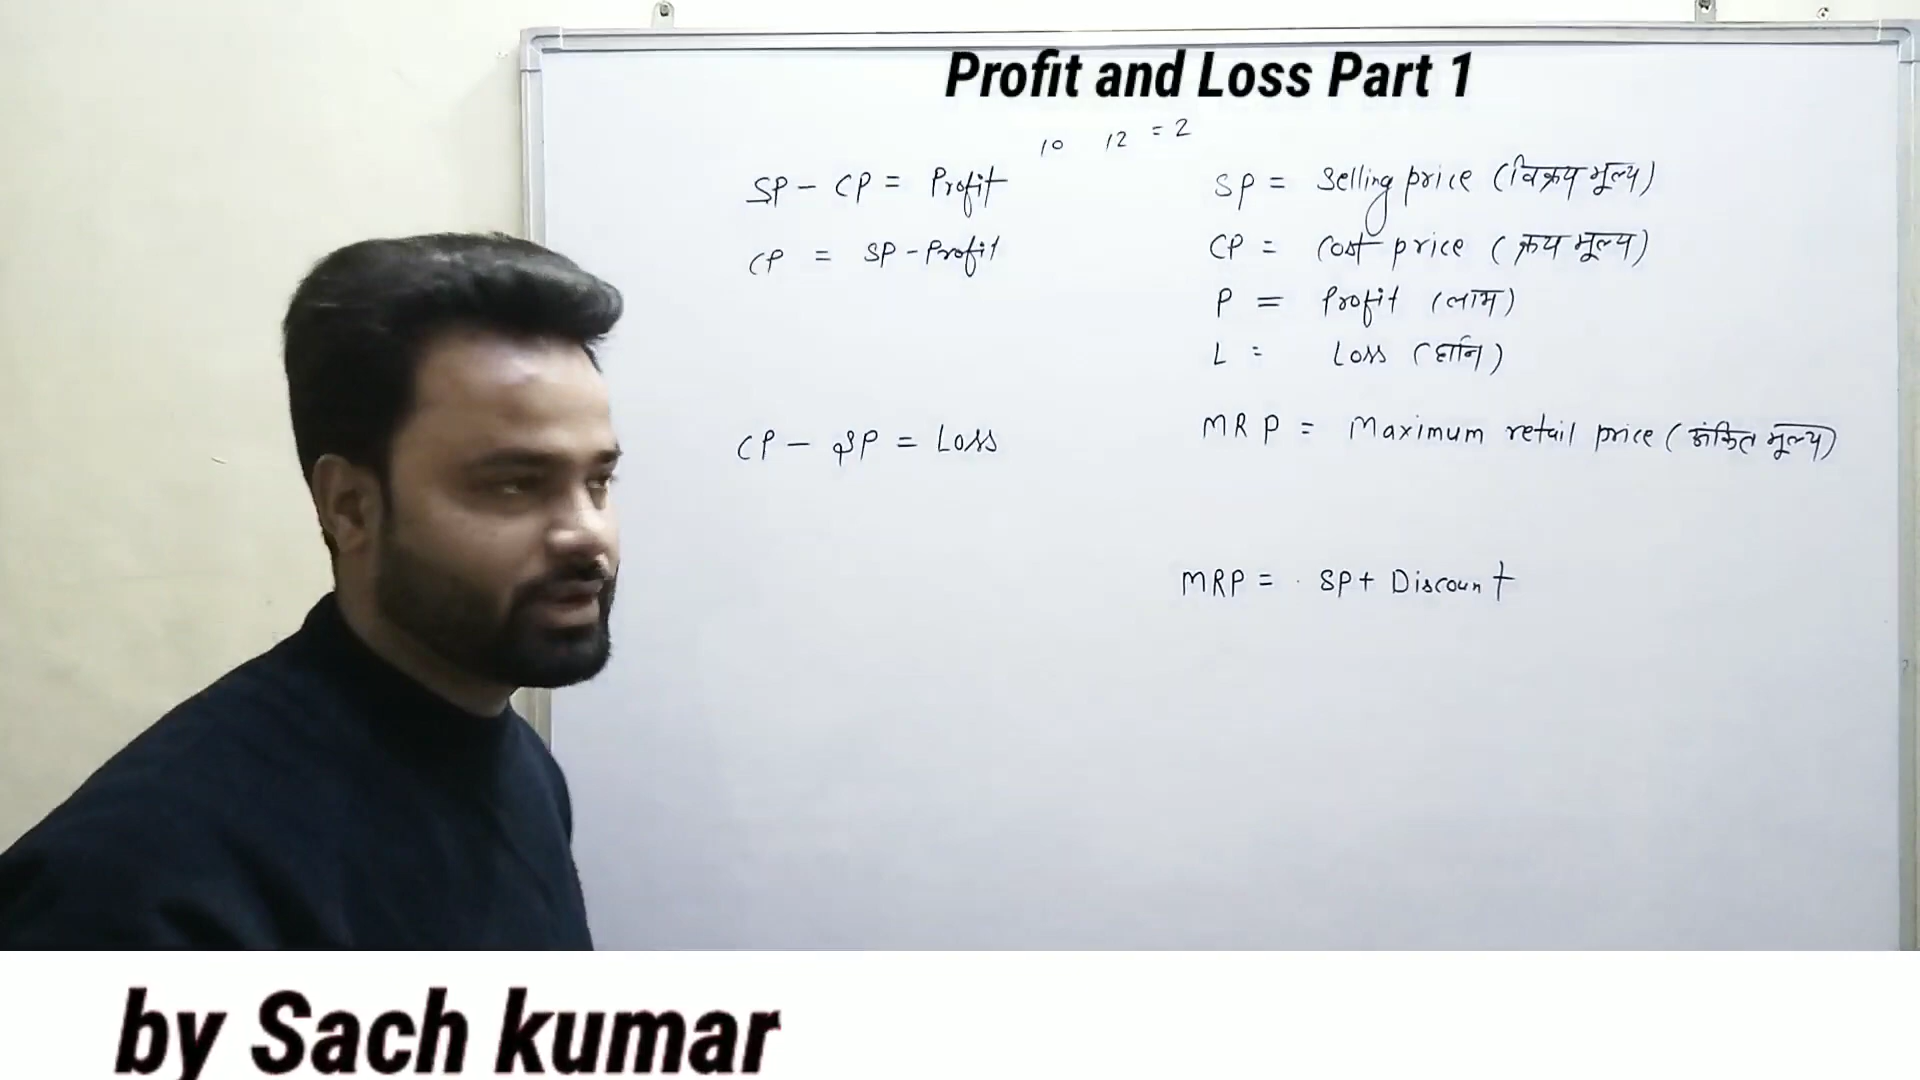 Profit and Loss Part 1
10 12 = 2
SP - CP = Profit
CP = SP - Profit
CP - SP = Loss
SP = Selling price (विक्रय मूल्य)
CP = Cost price (क्रय मूल्य)
P = Profit (लाभ)
L = Loss (हानि)
MRP = Maximum retail price (अंकित मूल्य)
MRP = SP + Discount
by Sach kumar